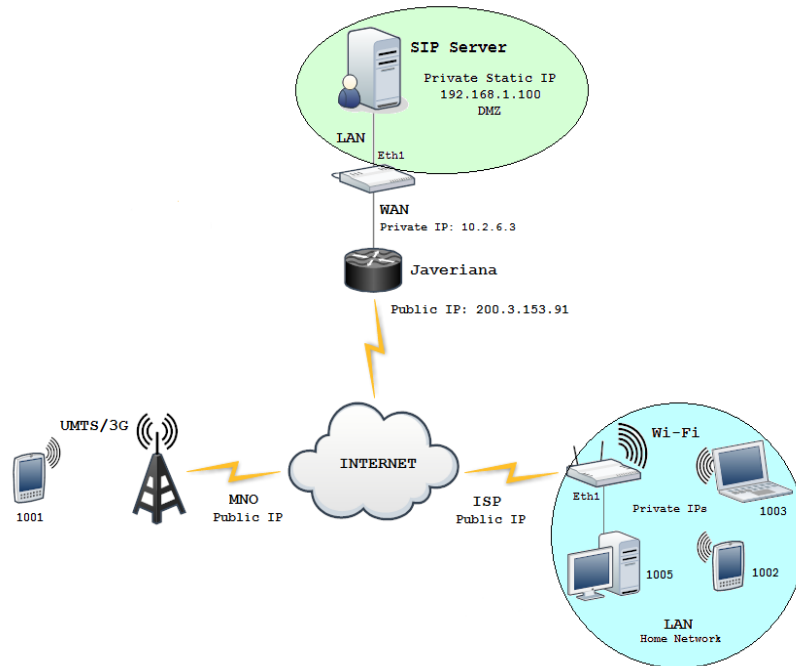 SIP Server
Private Static IP
192.168.1.100
DMZ
LAN
Eth1
WAN
Private IP: 10.2.6.3
Javeriana
Public IP: 200.3.153.91
UMTS/3G
1001
MNO
Public IP
INTERNET
ISP
Public IP
Wi-Fi
Eth1
Private IPs
1003
1005
1002
LAN
Home Network